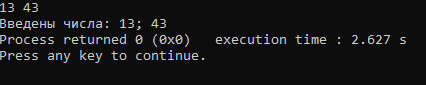 13 43
Введены числа: 13; 43
Process returned 0 (0x0)   execution time : 2.627 s
Press any key to continue.